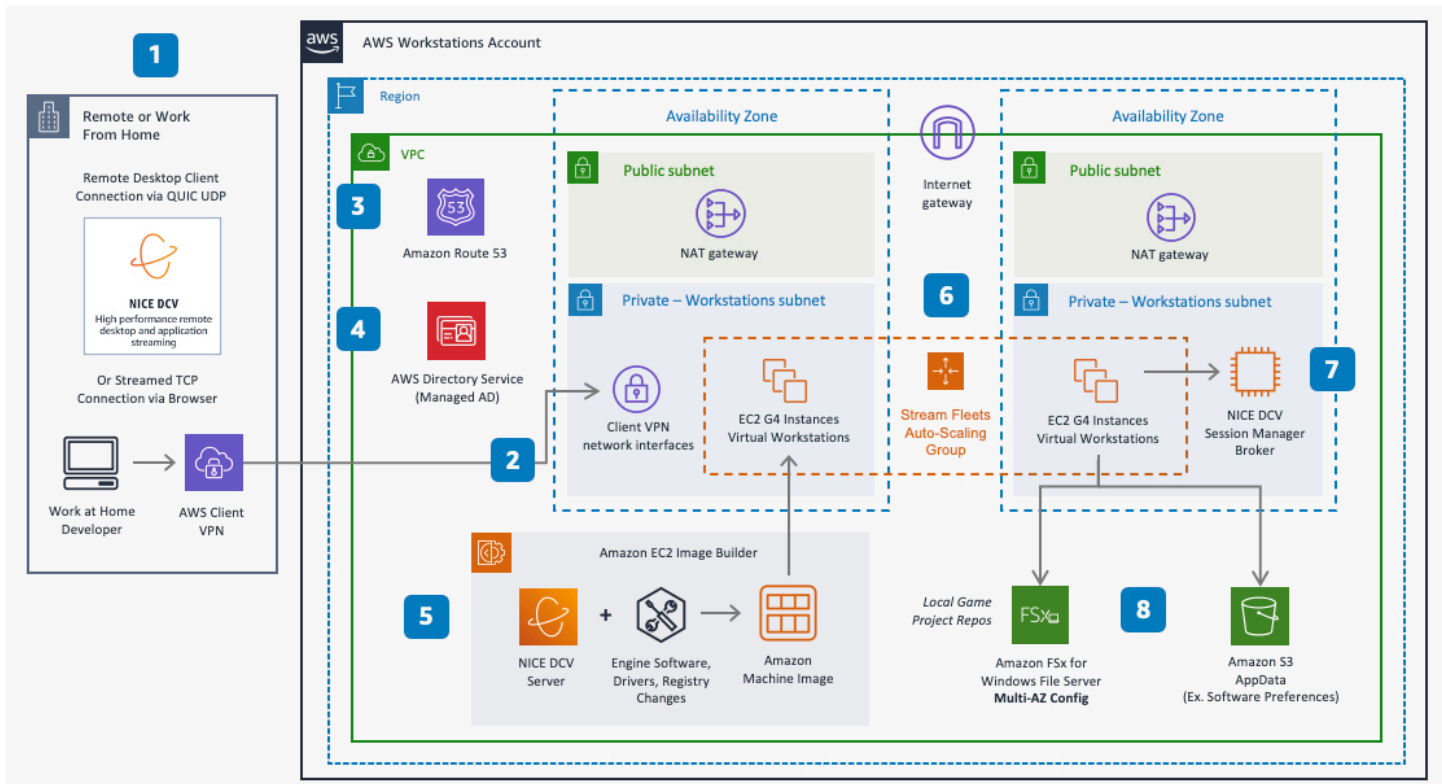 1
Remote or Work
From Home
Remote Desktop Client
Connection via QUIC UDP
NICE DCV
High performance remote
desktop and application
streaming
Or Streamed TCP
Connection via Browser
Work at Home
Developer
AWS Client
VPN
aws
AWS Workstations Account
Region
VPC
3
53
Amazon Route 53
4
AWS Directory Service
(Managed AD)
2
Availability Zone
Public subnet
NAT gateway
Private – Workstations subnet
Client VPN
network interfaces
EC2 G4 Instances
Virtual Workstations
Internet
gateway
6
Stream Fleets
Auto-Scaling
Group
Availability Zone
Public subnet
NAT gateway
Private – Workstations subnet
EC2 G4 Instances
Virtual Workstations
7
NICE DCV
Session Manager
Broker
5
Amazon EC2 Image Builder
NICE DCV
Server
+
Engine Software,
Drivers, Registry
Changes
Amazon
Machine Image
Local Game
Project Repos
FSx
8
Amazon FSx for
Windows File Server
Multi-AZ Config
Amazon S3
AppData
(Ex. Software Preferences)